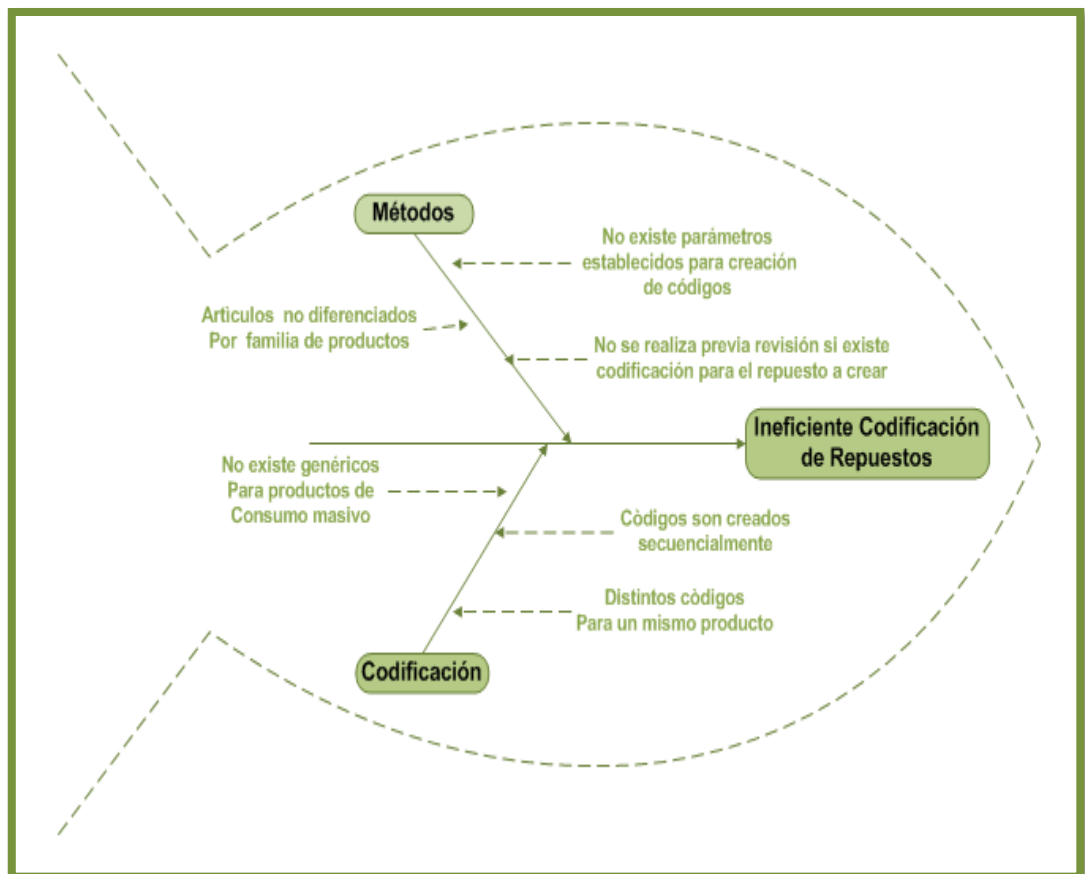 Métodos
No existe parámetros
establecidos para creación
de códigos
Artìculos no diferenciados
Por familia de productos
No se realiza previa revisión si existe
codificación para el repuesto a crear
Ineficiente Codificación
de Repuestos
No existe genéricos
Para productos de
Consumo masivo
Còdigos son creados
secuencialmente
Distintos còdigos
Para un mismo producto
Codificación